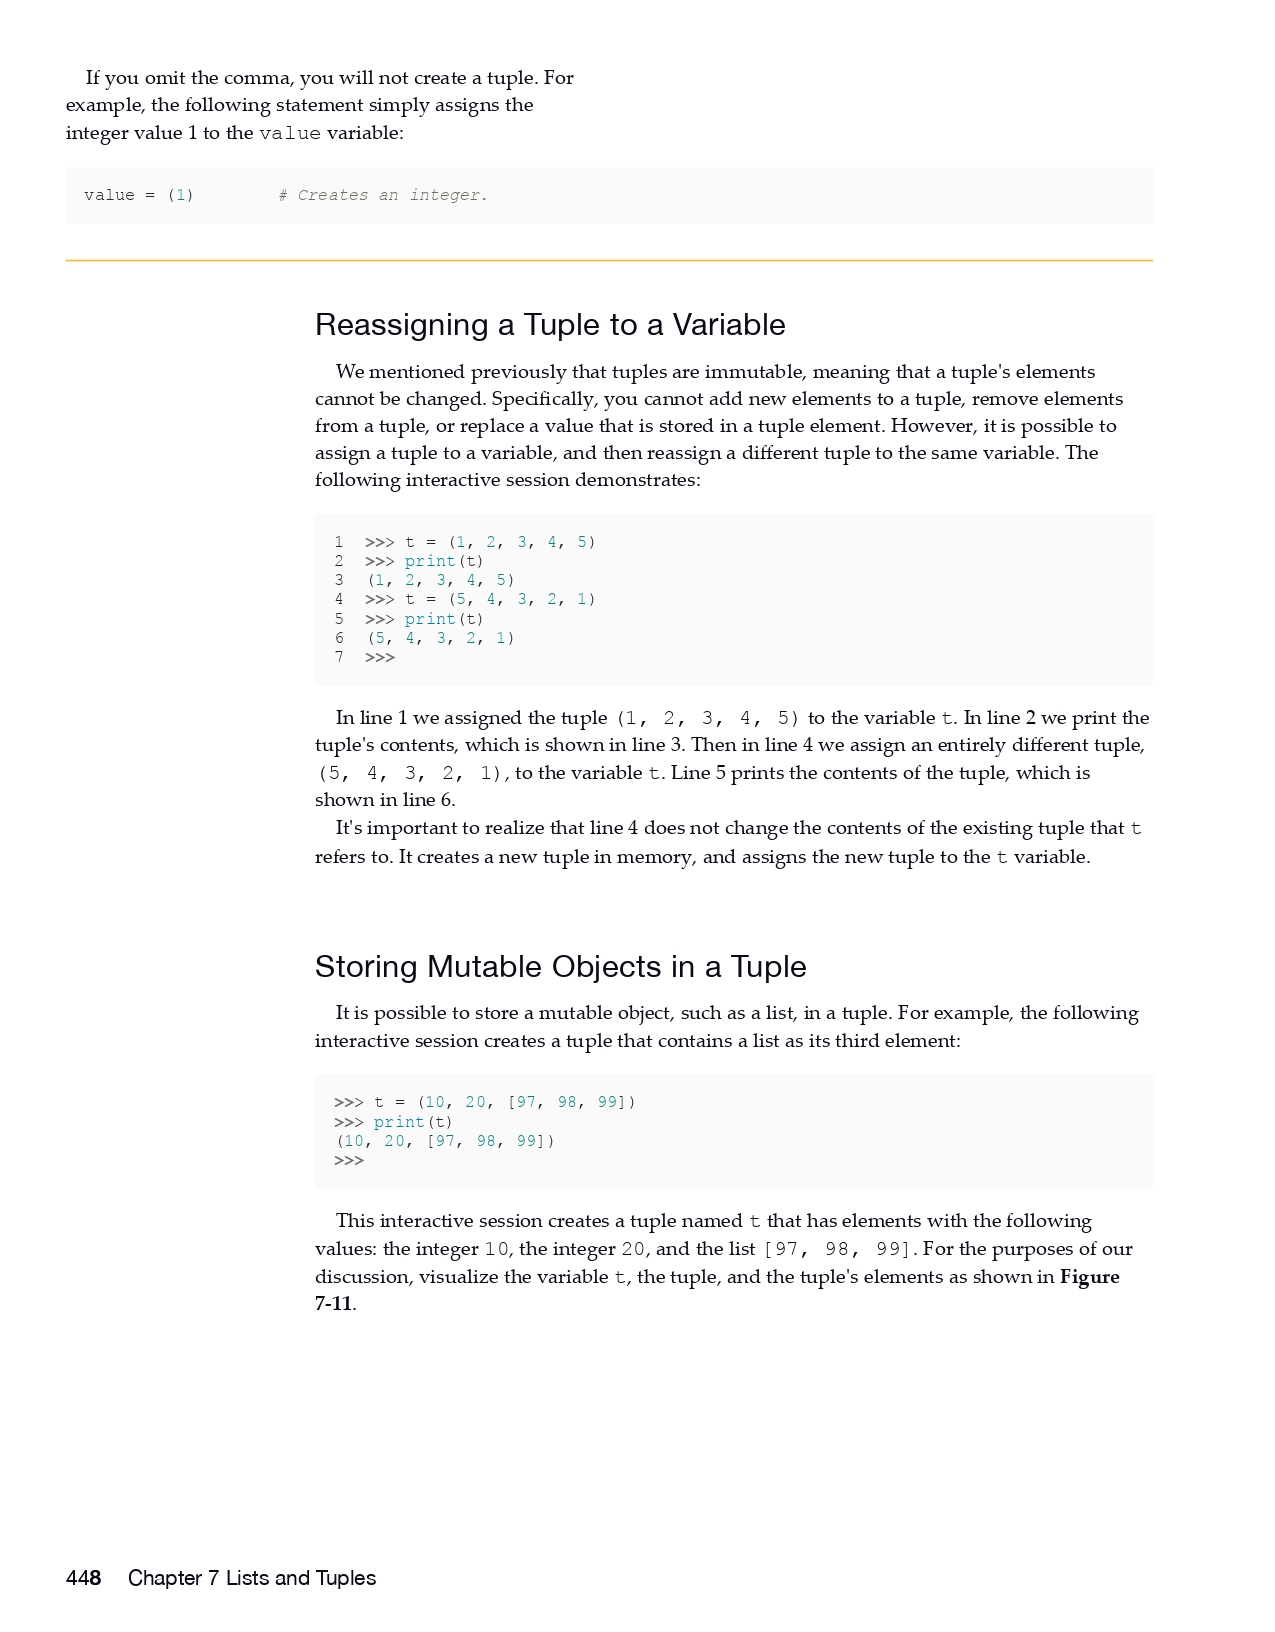 If you omit the comma, you will not create a tuple. For
example, the following statement simply assigns the
integer value 1 to the value variable:
value = (1)        # Creates an integer.
Reassigning a Tuple to a Variable
We mentioned previously that tuples are immutable, meaning that a tuple's elements
cannot be changed. Specifically, you cannot add new elements to a tuple, remove elements
from a tuple, or replace a value that is stored in a tuple element. However, it is possible to
assign a tuple to a variable, and then reassign a different tuple to the same variable. The
following interactive session demonstrates:
1  >>> t = (1, 2, 3, 4, 5)
2  >>> print(t)
3  (1, 2, 3, 4, 5)
4  >>> t = (5, 4, 3, 2, 1)
5  >>> print(t)
6  (5, 4, 3, 2, 1)
7  >>>
In line 1 we assigned the tuple (1, 2, 3, 4, 5) to the variable t. In line 2 we print the
tuple's contents, which is shown in line 3. Then in line 4 we assign an entirely different tuple,
(5, 4, 3, 2, 1), to the variable t. Line 5 prints the contents of the tuple, which is
shown in line 6.
It's important to realize that line 4 does not change the contents of the existing tuple that t
refers to. It creates a new tuple in memory, and assigns the new tuple to the t variable.
Storing Mutable Objects in a Tuple
It is possible to store a mutable object, such as a list, in a tuple. For example, the following
interactive session creates a tuple that contains a list as its third element:
>>> t = (10, 20, [97, 98, 99])
>>> print(t)
(10, 20, [97, 98, 99])
>>>
This interactive session creates a tuple named t that has elements with the following
values: the integer 10, the integer 20, and the list [97, 98, 99]. For the purposes of our
discussion, visualize the variable t, the tuple, and the tuple's elements as shown in Figure
7-11.
448 Chapter 7 Lists and Tuples